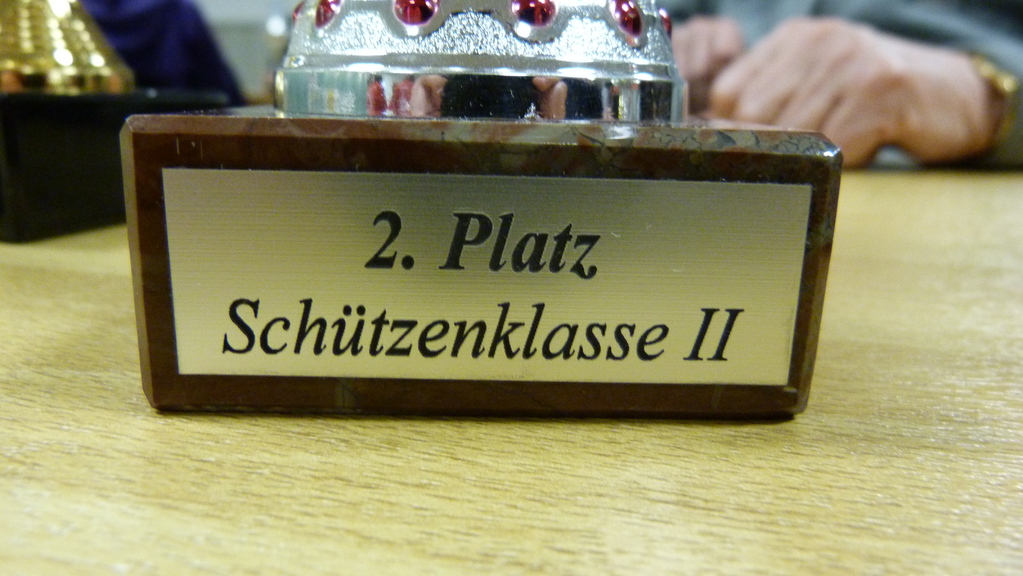 2. Platz
Schützenklasse II